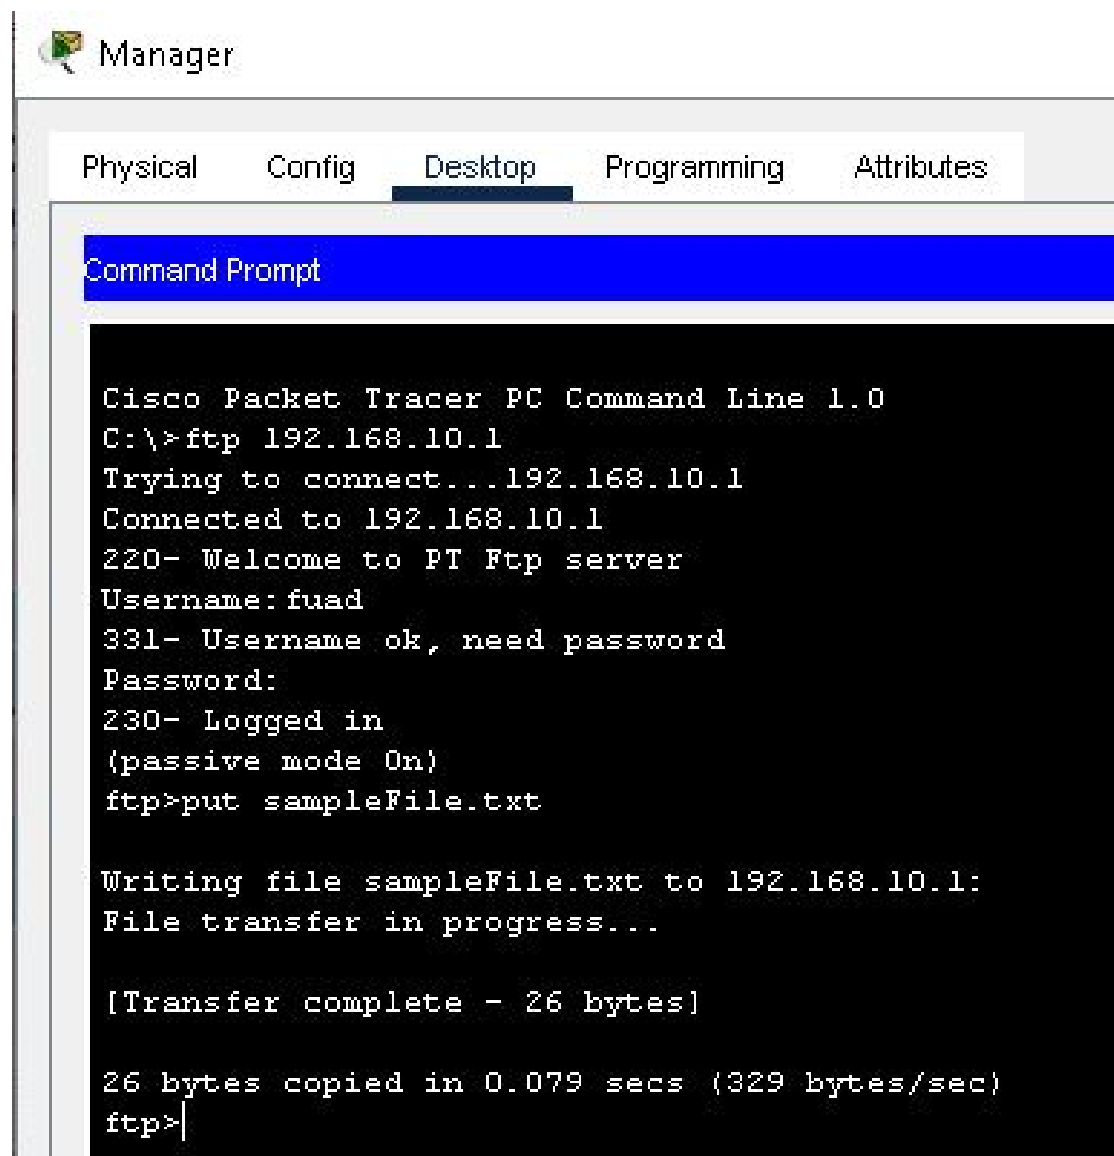 Manager
Physical Config Desktop Programming Attributes
Command Prompt
Cisco Packet Tracer PC Command Line 1.0
C:\>ftp 192.168.10.1
Trying to connect...192.168.10.1
Connected to 192.168.10.1
220- Welcome to PT Ftp server
Username:fuad
331- Username ok, need password
Password:
230- Logged in
(passive mode On)
ftp>put sampleFile.txt
Writing file sampleFile.txt to 192.168.10.1:
File transfer in progress...
[Transfer complete - 26 bytes]
26 bytes copied in 0.079 secs (329 bytes/sec)
ftp>